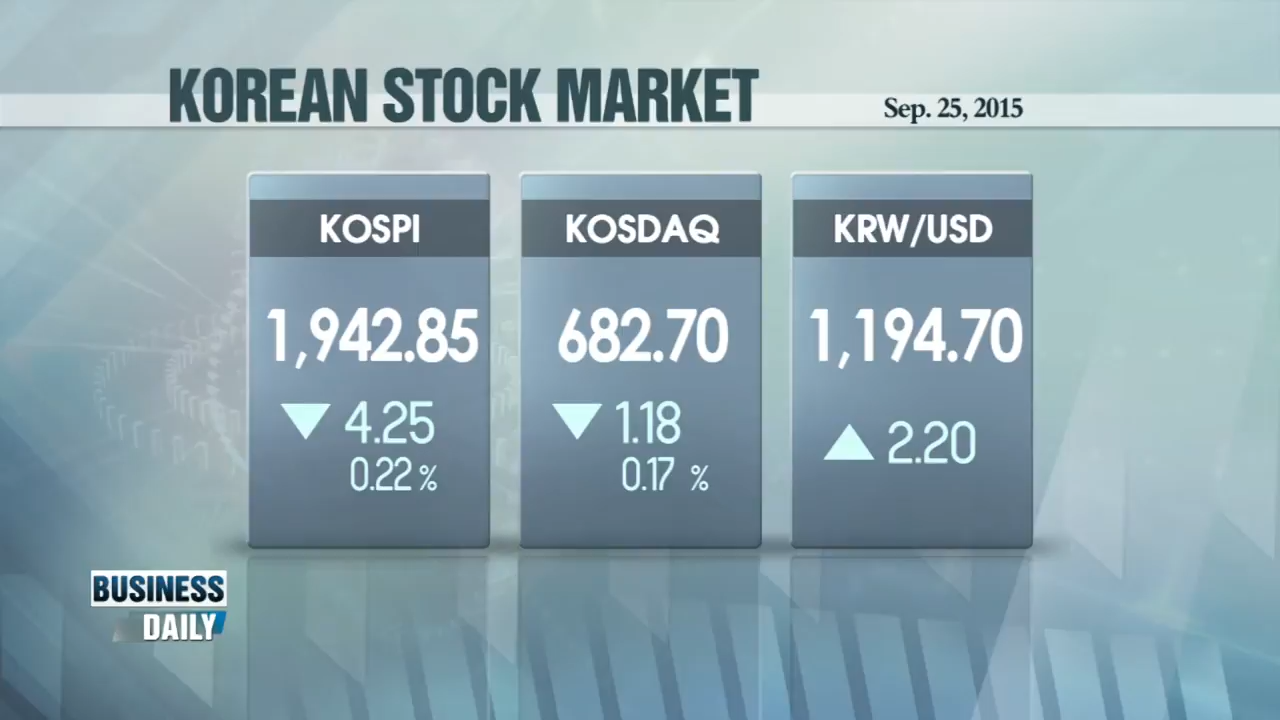 KOREAN STOCK MARKET
Sep. 25, 2015
KOSPI
1,942.85
▼ 4.25
0.22 %
KOSDAQ
682.70
▼ 1.18
0.17 %
KRW/USD
1,194.70
▲ 2.20
BUSINESS
DAILY